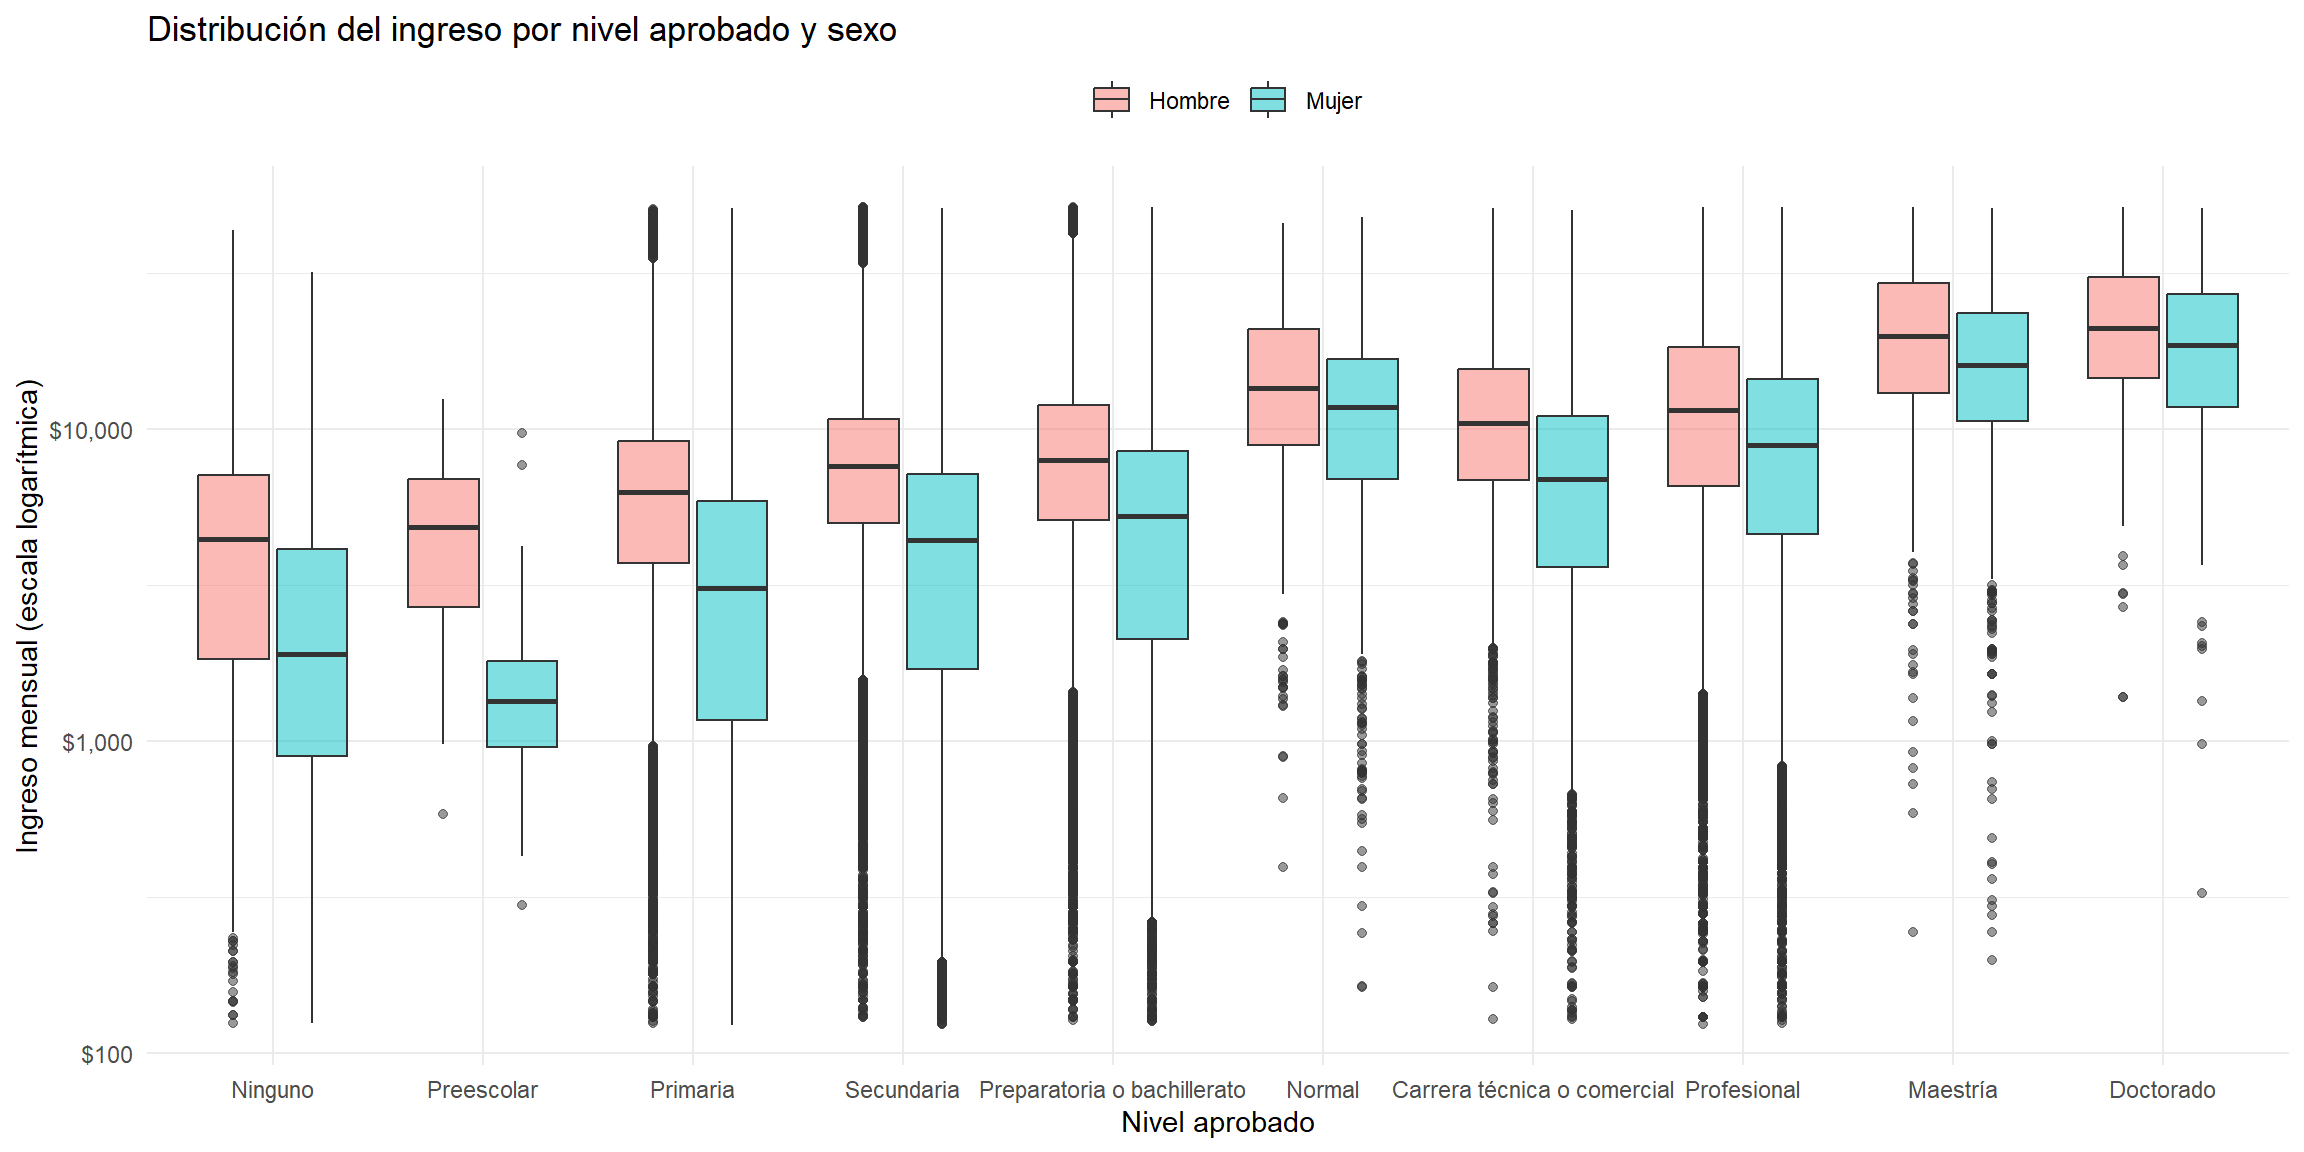 Distribución del ingreso por nivel aprobado y sexo
Hombre Mujer
Ingreso mensual (escala logarítmica)
$10,000
$1,000
$100
Ninguno Preescolar Primaria Secundaria Preparatoria o bachillerato Normal Carrera técnica o comercial Profesional Maestría Doctorado
Nivel aprobado